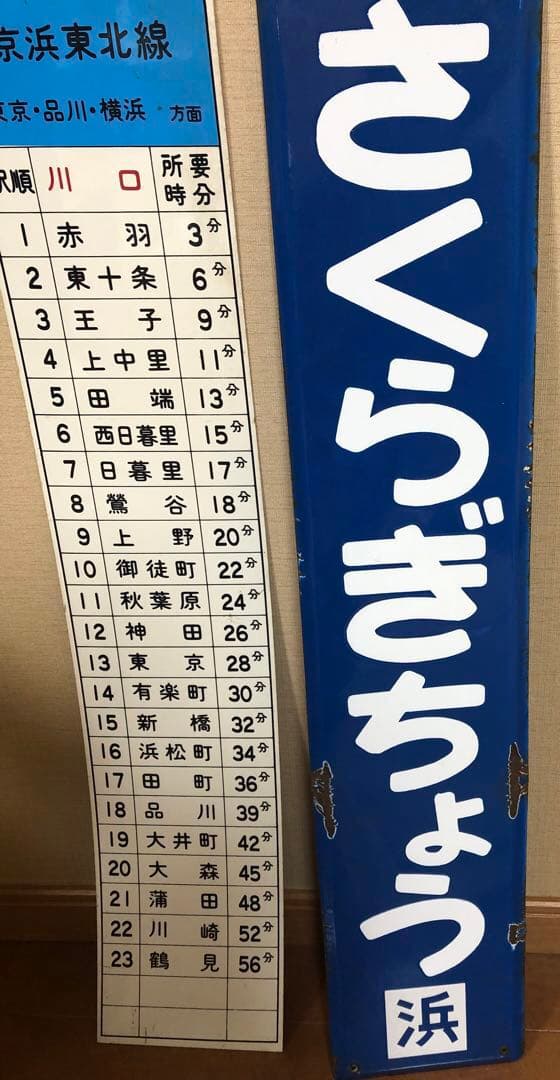 京浜東北線
東京・品川・横浜 方面
駅順 川口 所要時分
1 赤羽 3分
2 東十条 6分
3 王子 9分
4 上中里 11分
5 田端 13分
6 西日暮里 15分
7 日暮里 17分
8 鶯谷 18分
9 上野 20分
10 御徒町 22分
11 秋葉原 24分
12 神田 26分
13 東京 28分
14 有楽町 30分
15 新橋 32分
16 浜松町 34分
17 田町 36分
18 品川 39分
19 大井町 42分
20 大森 45分
21 蒲田 48分
22 川崎 52分
23 鶴見 56分
さくらぎちょう
浜